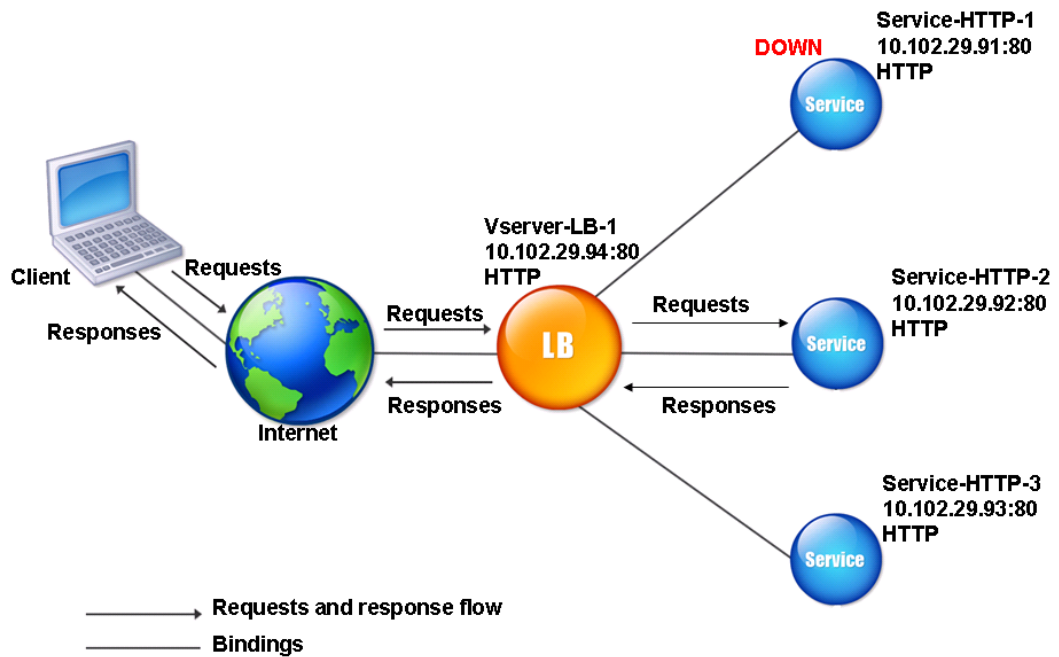 Service-HTTP-1
10.102.29.91:80
HTTP
DOWN
Service
Vserver-LB-1
10.102.29.94:80
HTTP
Client
Requests
Responses
Internet
Requests
LB
Responses
Requests
Responses
Service-HTTP-2
10.102.29.92:80
HTTP
Service
Service-HTTP-3
10.102.29.93:80
HTTP
Service
Requests and response flow
Bindings